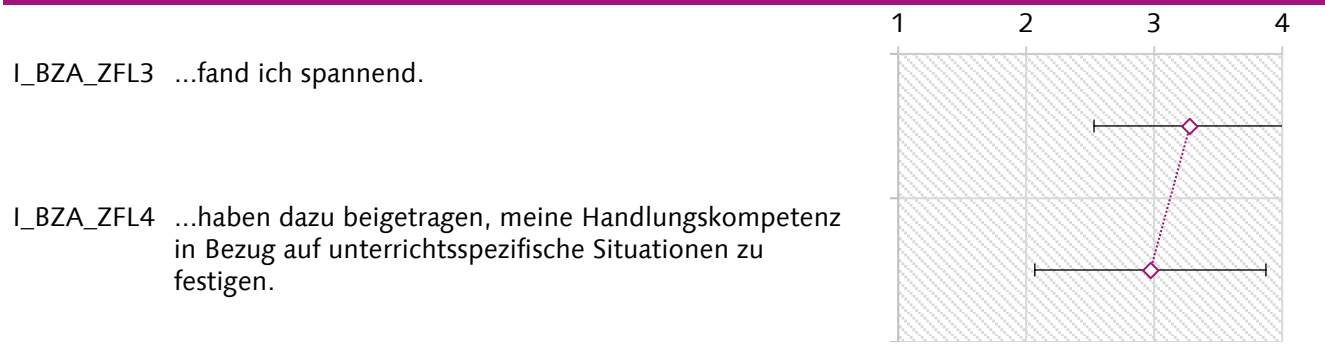 1 2 3 4
I_BZA_ZFL3 ...fand ich spannend.
I_BZA_ZFL4 ...haben dazu beigetragen, meine Handlungskompetenz
in Bezug auf unterrichtsspezifische Situationen zu
festigen.